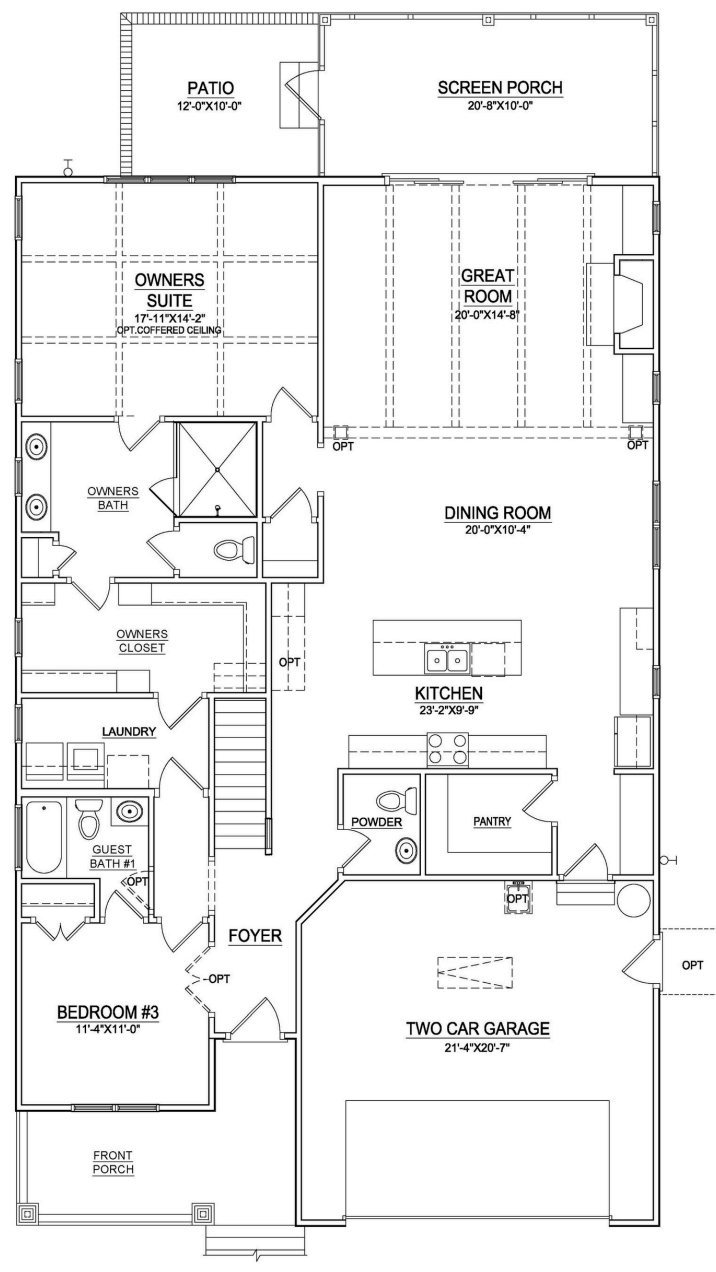 PATIO
12'-0"X10'-0"
SCREEN PORCH
20'-8"X10'-0"
OWNERS
SUITE
17'-11"X14'-2"
OPT.COFFERED CEILING
GREAT
ROOM
20'-0"X14'-8"
OPT
OPT
OWNERS
BATH
DINING ROOM
20'-0"X10'-4"
OWNERS
CLOSET
OPT
KITCHEN
23'-2"X9'-9"
LAUNDRY
POWDER
PANTRY
GUEST
BATH #1
OPT
OPT
FOYER
OPT
OPT
BEDROOM #3
11'-4"X11'-0"
TWO CAR GARAGE
21'-4"X20'-7"
FRONT
PORCH